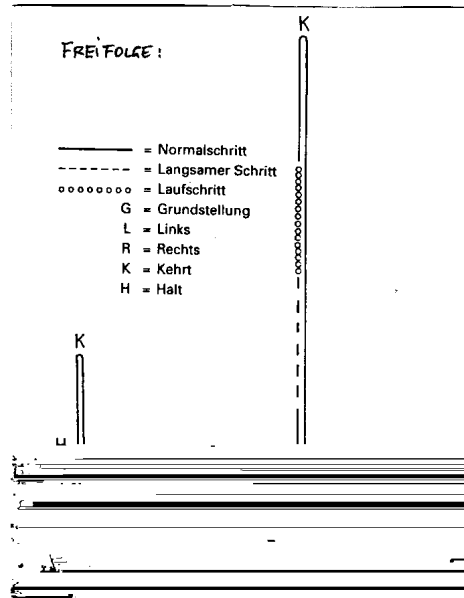 K
FREIFOLGE:
= Normalschritt
= Langsamer Schritt
= Laufschritt
G = Grundstellung
L = Links
R = Rechts
K = Kehrt
H = Halt
K
H